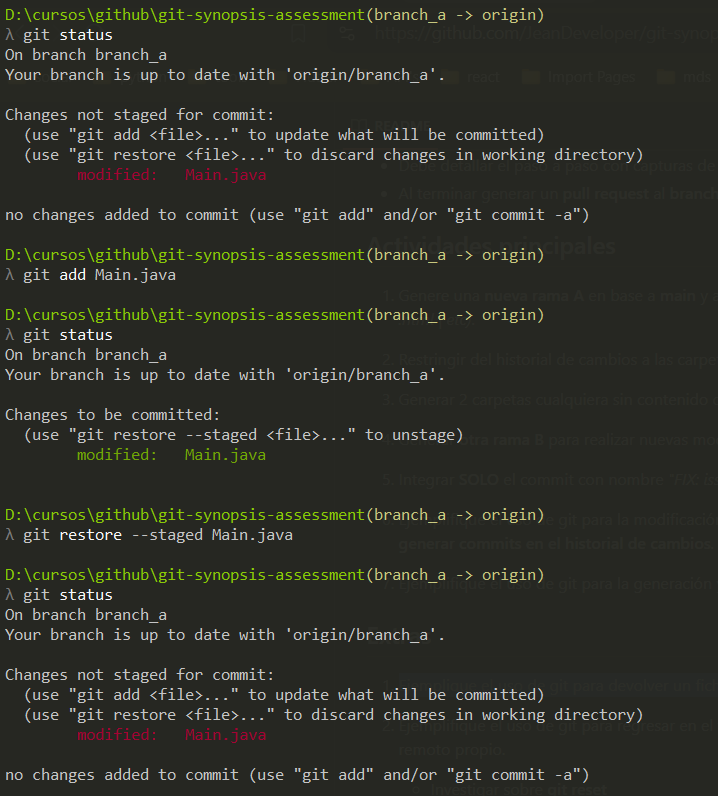 D:\cursos\github\git-synopsis-assessment(branch_a -> origin)
λ git status
On branch branch_a
Your branch is up to date with 'origin/branch_a'.
Changes not staged for commit:
(use "git add <file>..." to update what will be committed)
(use "git restore <file>..." to discard changes in working directory)
modified: Main.java
no changes added to commit (use "git add" and/or "git commit -a")
D:\cursos\github\git-synopsis-assessment(branch_a -> origin)
λ git add Main.java
D:\cursos\github\git-synopsis-assessment(branch_a -> origin)
λ git status
On branch branch_a
Your branch is up to date with 'origin/branch_a'.
Changes to be committed:
(use "git restore --staged <file>..." to unstage)
modified: Main.java
D:\cursos\github\git-synopsis-assessment(branch_a -> origin)
λ git restore --staged Main.java
D:\cursos\github\git-synopsis-assessment(branch_a -> origin)
λ git status
On branch branch_a
Your branch is up to date with 'origin/branch_a'.
Changes not staged for commit:
(use "git add <file>..." to update what will be committed)
(use "git restore <file>..." to discard changes in working directory)
modified: Main.java
no changes added to commit (use "git add" and/or "git commit -a")